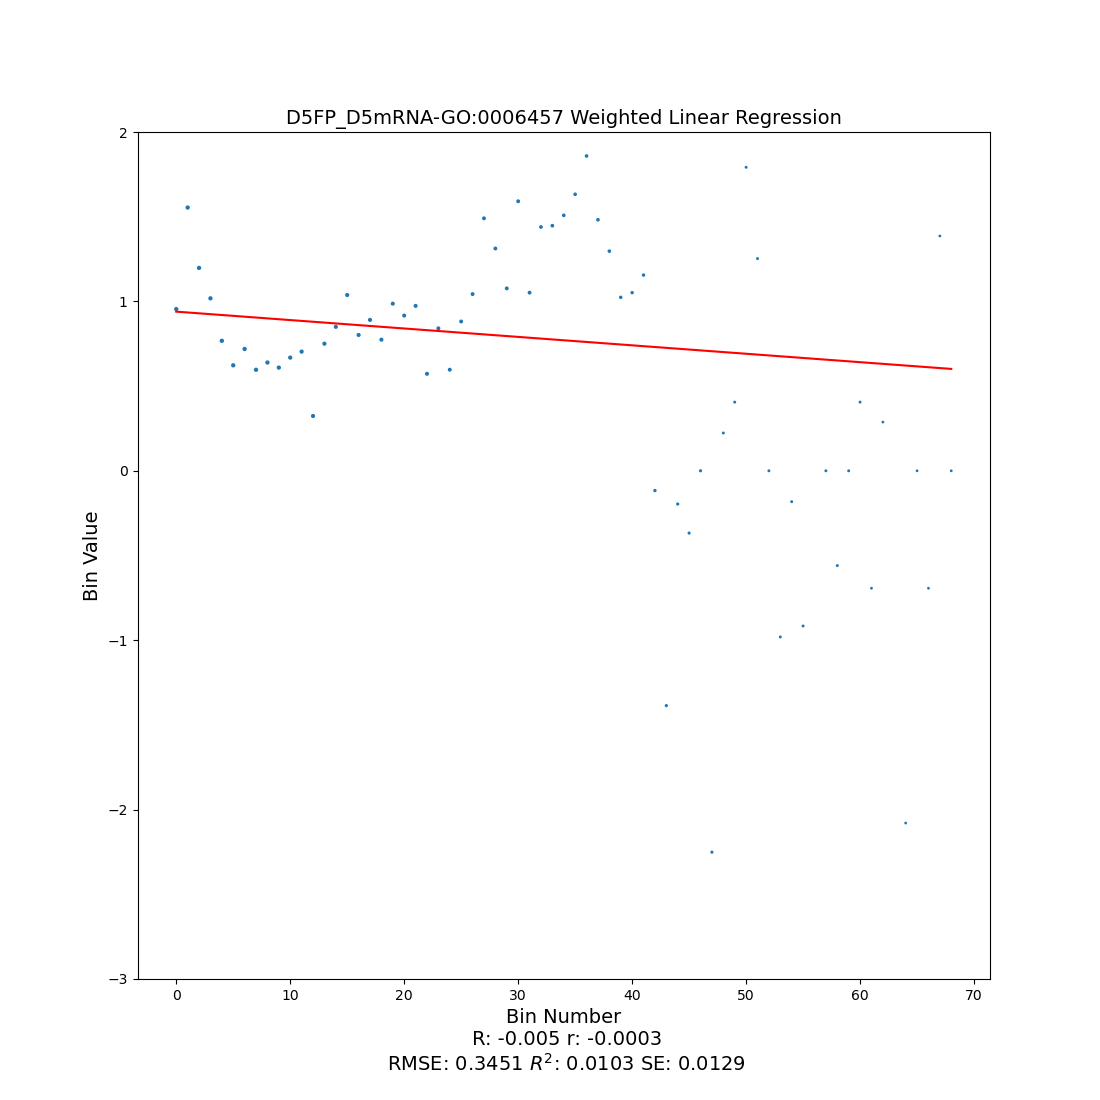 D5FP_D5mRNA-GO:0006457 Weighted Linear Regression
2
1
0
−1
−2
−3
Bin Value
0 10 20 30 40 50 60 70
Bin Number
R: -0.005 r: -0.0003
RMSE: 0.3451 R²: 0.0103 SE: 0.0129